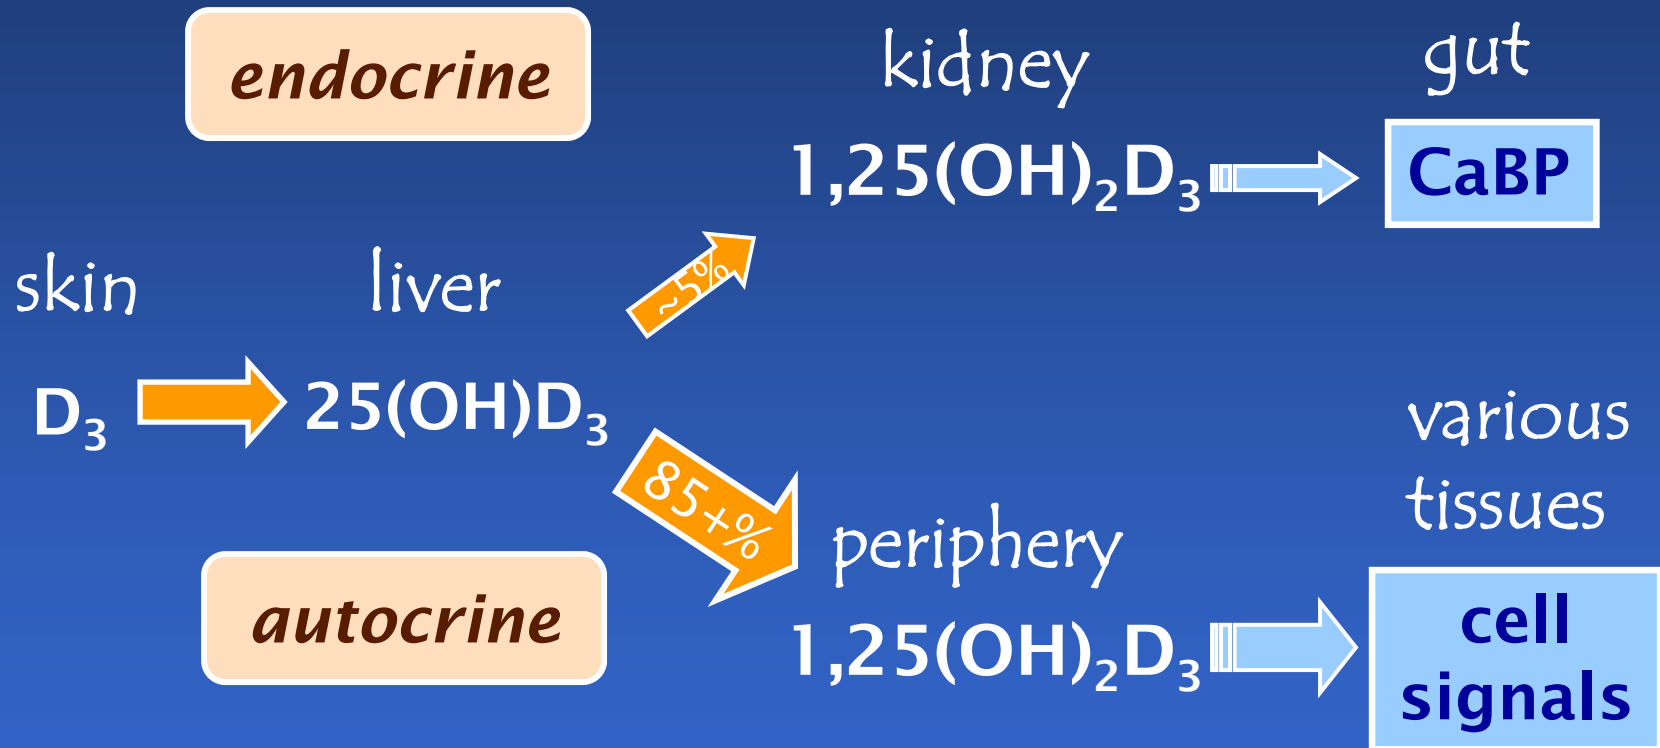 endocrine
kidney
gut
1,25(OH)₂D₃
CaBP
skin
liver
~5%
D₃
25(OH)D₃
85+%
various
tissues
periphery
autocrine
1,25(OH)₂D₃
cell
signals